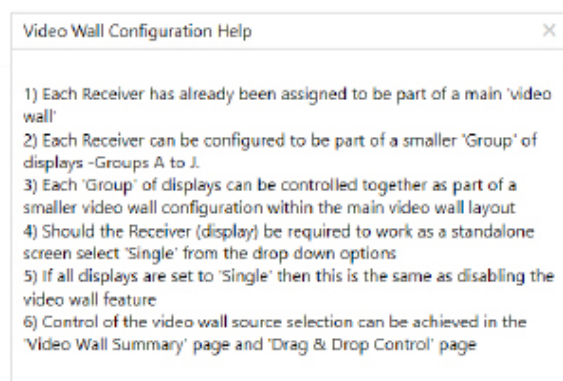 Video Wall Configuration Help
1) Each Receiver has already been assigned to be part of a main 'video
wall'
2) Each Receiver can be configured to be part of a smaller 'Group' of
displays -Groups A to J.
3) Each 'Group' of displays can be controlled together as part of a
smaller video wall configuration within the main video wall layout
4) Should the Receiver (display) be required to work as a standalone
screen select 'Single' from the drop down options
5) If all displays are set to 'Single' then this is the same as disabling the
video wall feature
6) Control of the video wall source selection can be achieved in the
'Video Wall Summary' page and 'Drag & Drop Control' page